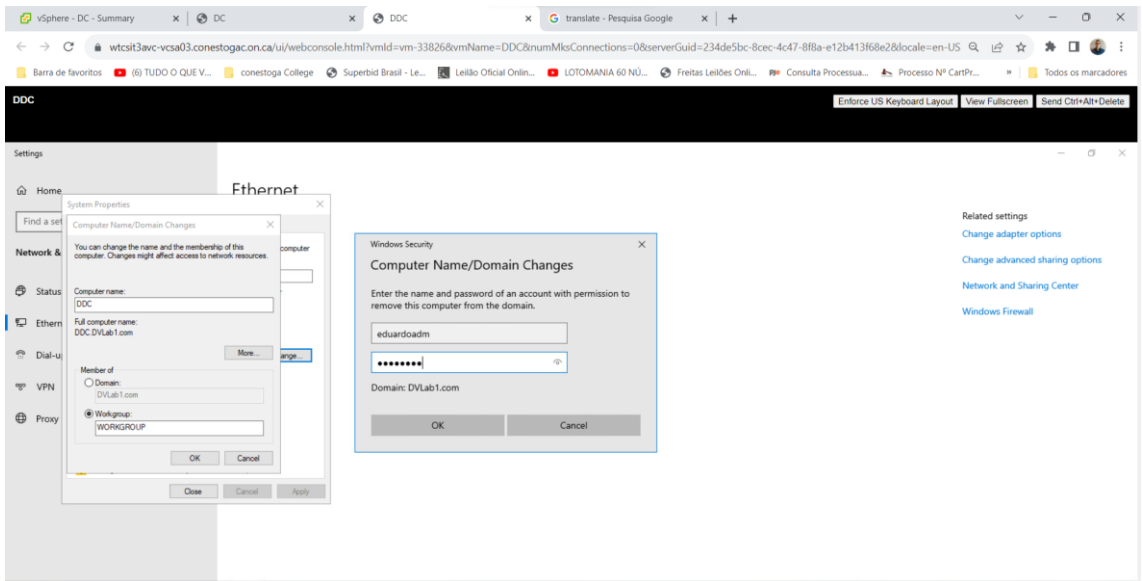 vSphere - DC - Summary
DC
DDC
translate - Pesquisa Google
wtcsit3avc-vcsa03.conestogac.on.ca/ui/webconsole.html?vmId=vm-33826&vmName=DDC&numMksConnections=0&serverGuid=234de5bc-8cec-4c47-8f8a-e12b413f68e2&locale=en-US
Barra de favoritos
(6) TUDO O QUE V...
conestoga College
Superbid Brasil - Le...
Leilão Oficial Onlin...
LOTOMANIA 60 NÚ...
Freitas Leilões Onli...
Consulta Processua...
Processo Nº CartPr...
»
Todos os marcadores
DDC
Enforce US Keyboard Layout
View Fullscreen
Send Ctrl+Alt+Delete
Settings
Home
Find a set
Network &
Status
Ethern
Dial-u
VPN
Proxy
Ethernet
System Properties
computer
ange...
Computer Name/Domain Changes
You can change the name and the membership of this
computer. Changes might affect access to network resources.
Computer name:
DDC
Full computer name:
DDC.DVLab1.com
More...
Member of
Domain:
DVLab1.com
Workgroup:
WORKGROUP
OK
Cancel
Close
Cancel
Apply
Windows Security
Computer Name/Domain Changes
Enter the name and password of an account with permission to
remove this computer from the domain.
eduardoadm
••••••••
Domain: DVLab1.com
OK
Cancel
Related settings
Change adapter options
Change advanced sharing options
Network and Sharing Center
Windows Firewall